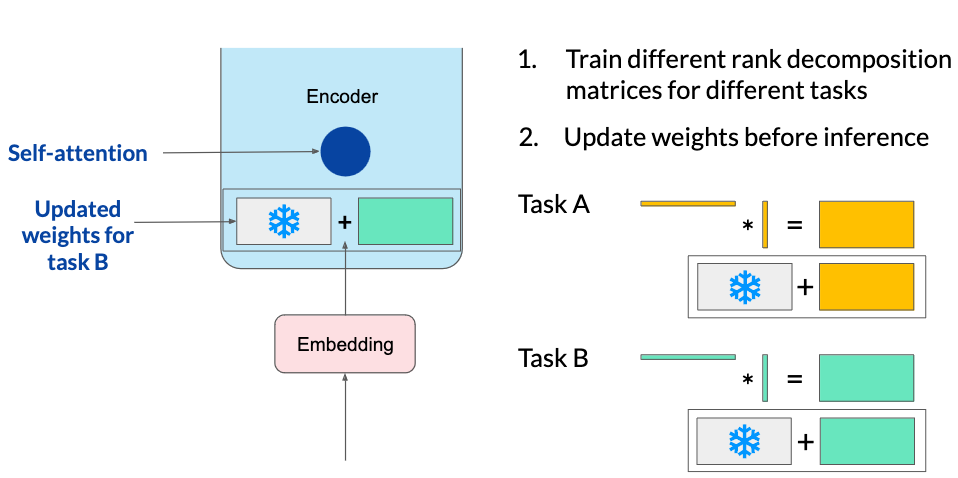 Encoder
Self-attention
Updated
weights for
task B
+
Embedding
1. Train different rank decomposition
matrices for different tasks
2. Update weights before inference
Task A
* =
+
Task B
* =
+